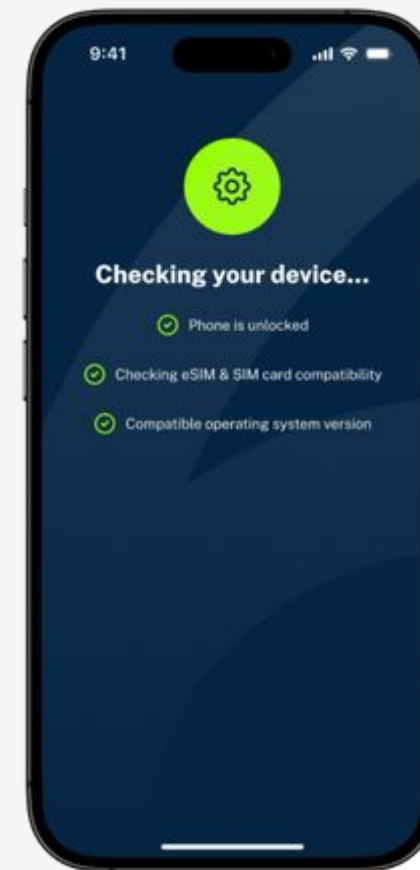 9:41
Checking your device...
Phone is unlocked
Checking eSIM & SIM card compatibility
Compatible operating system version